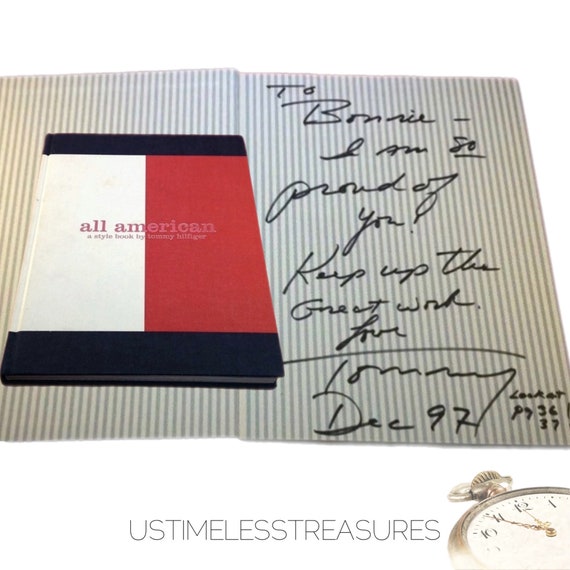 all american
a style book by tommy hilfiger
To
Bonnie –
I am so
proud of
you!
Keep up the
Great work.
Love
Tommy
Dec 97
Look at
pg 36
37
USTIMELESSTREASURES